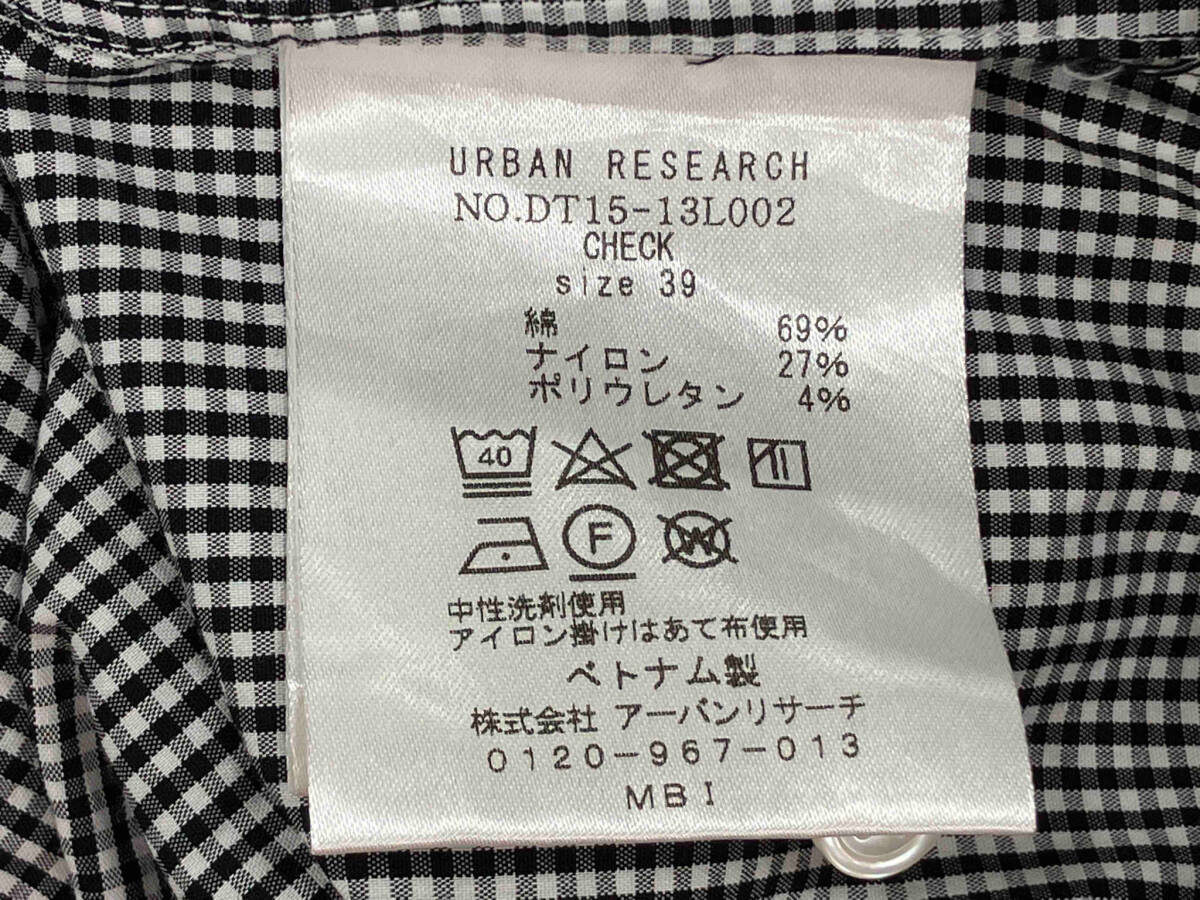 URBAN RESEARCH
NO.DT15-13L002
CHECK
size 39
綿 69%
ナイロン 27%
ポリウレタン 4%
40
F
W
中性洗剤使用
アイロン掛けはあて布使用
ベトナム製
株式会社 アーバンリサーチ
0120-967-013
MBI